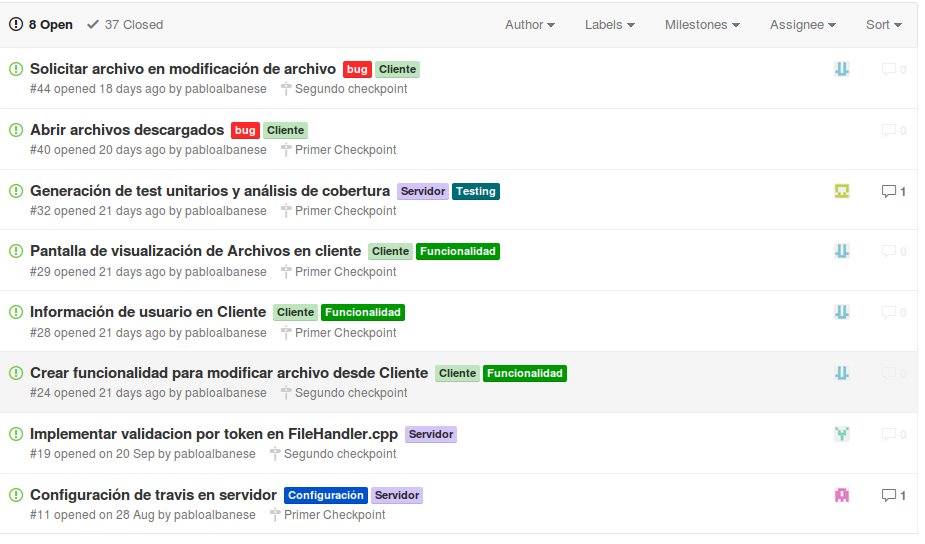 8 Open 37 Closed Author Labels Milestones Assignee Sort
Solicitar archivo en modificación de archivo bug Cliente 0
#44 opened 18 days ago by pabloalbanese Segundo checkpoint
Abrir archivos descargados bug Cliente 0
#40 opened 20 days ago by pabloalbanese Primer Checkpoint
Generación de test unitarios y análisis de cobertura Servidor Testing 1
#32 opened 21 days ago by pabloalbanese Primer Checkpoint
Pantalla de visualización de Archivos en cliente Cliente Funcionalidad 0
#29 opened 21 days ago by pabloalbanese Primer Checkpoint
Información de usuario en Cliente Cliente Funcionalidad 0
#28 opened 21 days ago by pabloalbanese Primer Checkpoint
Crear funcionalidad para modificar archivo desde Cliente Cliente Funcionalidad 0
#24 opened 21 days ago by pabloalbanese Segundo checkpoint
Implementar validacion por token en FileHandler.cpp Servidor 0
#19 opened on 20 Sep by pabloalbanese Segundo checkpoint
Configuración de travis en servidor Configuración Servidor 1
#11 opened on 28 Aug by pabloalbanese Primer Checkpoint